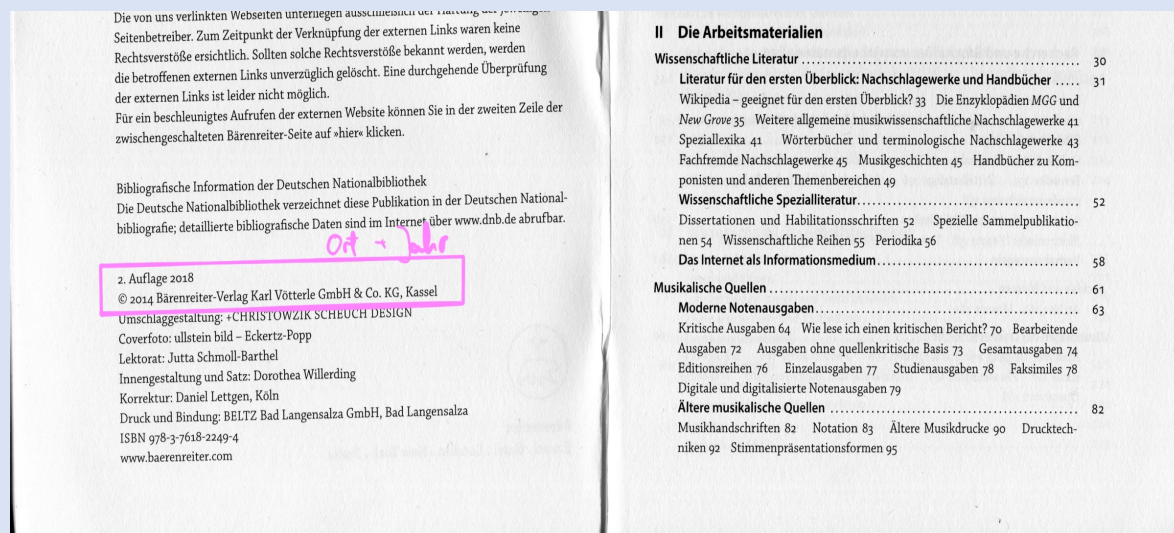 Die von uns verlinkten Webseiten unterliegen ausschließlich der Haftung der jeweiligen
Seitenbetreiber. Zum Zeitpunkt der Verknüpfung der externen Links waren keine
Rechtsverstöße ersichtlich. Sollten solche Rechtsverstöße bekannt werden, werden
die betroffenen externen Links unverzüglich gelöscht. Eine durchgehende Überprüfung
der externen Links ist leider nicht möglich.
Für ein beschleunigtes Aufrufen der externen Website können Sie in der zweiten Zeile der
zwischengeschalteten Bärenreiter-Seite auf »hier« klicken.
Bibliografische Information der Deutschen Nationalbibliothek
Die Deutsche Nationalbibliothek verzeichnet diese Publikation in der Deutschen National-
bibliografie; detaillierte bibliografische Daten sind im Internet über www.dnb.de abrufbar.
Ort + Jahr
2. Auflage 2018
© 2014 Bärenreiter-Verlag Karl Vötterle GmbH & Co. KG, Kassel
Umschlaggestaltung: +CHRISTOWZIK SCHEUCH DESIGN
Coverfoto: ullstein bild – Eckertz-Popp
Lektorat: Jutta Schmoll-Barthel
Innengestaltung und Satz: Dorothea Willerding
Korrektur: Daniel Lettgen, Köln
Druck und Bindung: BELTZ Bad Langensalza GmbH, Bad Langensalza
ISBN 978-3-7618-2249-4
www.baerenreiter.com
II Die Arbeitsmaterialien
Wissenschaftliche Literatur ........ 30
Literatur für den ersten Überblick: Nachschlagewerke und Handbücher ..... 31
Wikipedia – geeignet für den ersten Überblick? 33 Die Enzyklopädien MGG und
New Grove 35 Weitere allgemeine musikwissenschaftliche Nachschlagewerke 41
Speziallexika 41 Wörterbücher und terminologische Nachschlagewerke 43
Fachfremde Nachschlagewerke 45 Musikgeschichten 45 Handbücher zu Kom-
ponisten und anderen Themenbereichen 49
Wissenschaftliche Spezialliteratur ........ 52
Dissertationen und Habilitationsschriften 52 Spezielle Sammelpublikatio-
nen 54 Wissenschaftliche Reihen 55 Periodika 56
Das Internet als Informationsmedium ........ 58
Musikalische Quellen ........ 61
Moderne Notenausgaben ........ 63
Kritische Ausgaben 64 Wie lese ich einen kritischen Bericht? 70 Bearbeitende
Ausgaben 72 Ausgaben ohne quellenkritische Basis 73 Gesamtausgaben 74
Editionsreihen 76 Einzelausgaben 77 Studienausgaben 78 Faksimiles 78
Digitale und digitalisierte Notenausgaben 79
Ältere musikalische Quellen ........ 82
Musikhandschriften 82 Notation 83 Ältere Musikdrucke 90 Drucktech-
niken 92 Stimmenpräsentationsformen 95